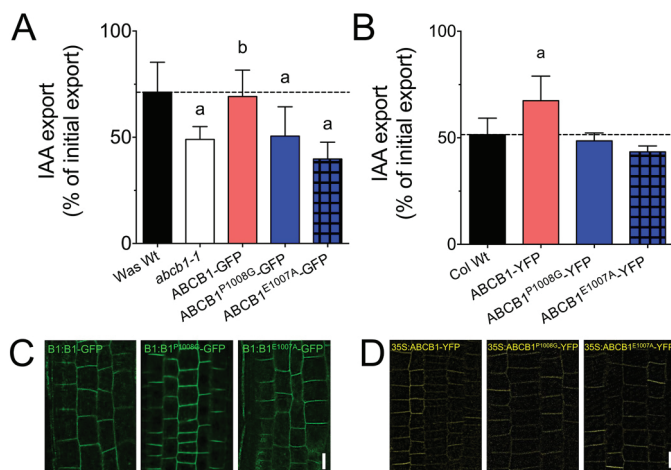 A
IAA export
(% of initial export)
100
50
0
a
b
a
a
Was Wt
abcb1-1
ABCB1-GFP
ABCB1P1008G-GFP
ABCB1E1007A-GFP
B
IAA export
(% of initial export)
100
50
0
a
Col Wt
ABCB1-YFP
ABCB1P1008G-YFP
ABCB1E1007A-YFP
C
B1:B1-GFP
B1:B1P1008G-GFP
B1:B1E1007A-GFP
D
35S:ABCB1-YFP
35S:ABCB1P1008G-YFP
35S:ABCB1E1007A-YFP